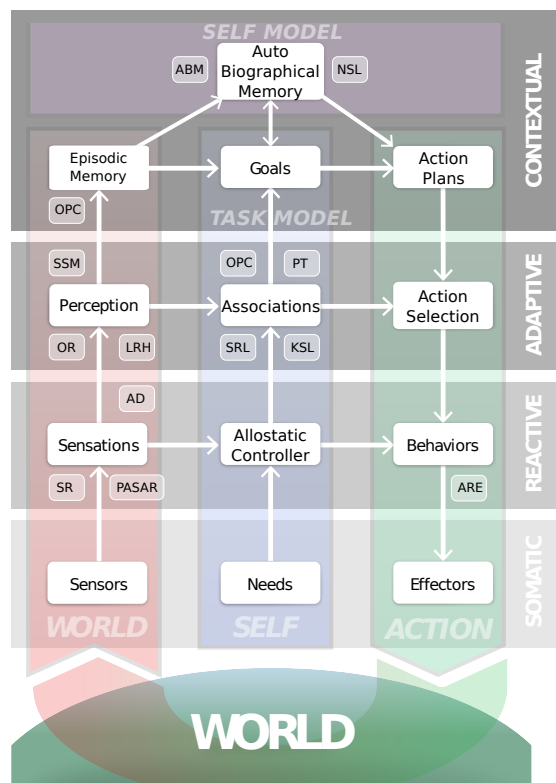 SELF MODEL
Auto
Biographical
Memory
ABM
NSL
CONTEXTUAL
Episodic
Memory
Goals
Action
Plans
OPC
TASK MODEL
SSM
OPC
PT
ADAPTIVE
Perception
Associations
Action
Selection
OR
LRH
SRL
KSL
AD
REACTIVE
Sensations
Allostatic
Controller
Behaviors
SR
PASAR
ARE
SOMATIC
Sensors
Needs
Effectors
WORLD
SELF
ACTION
WORLD